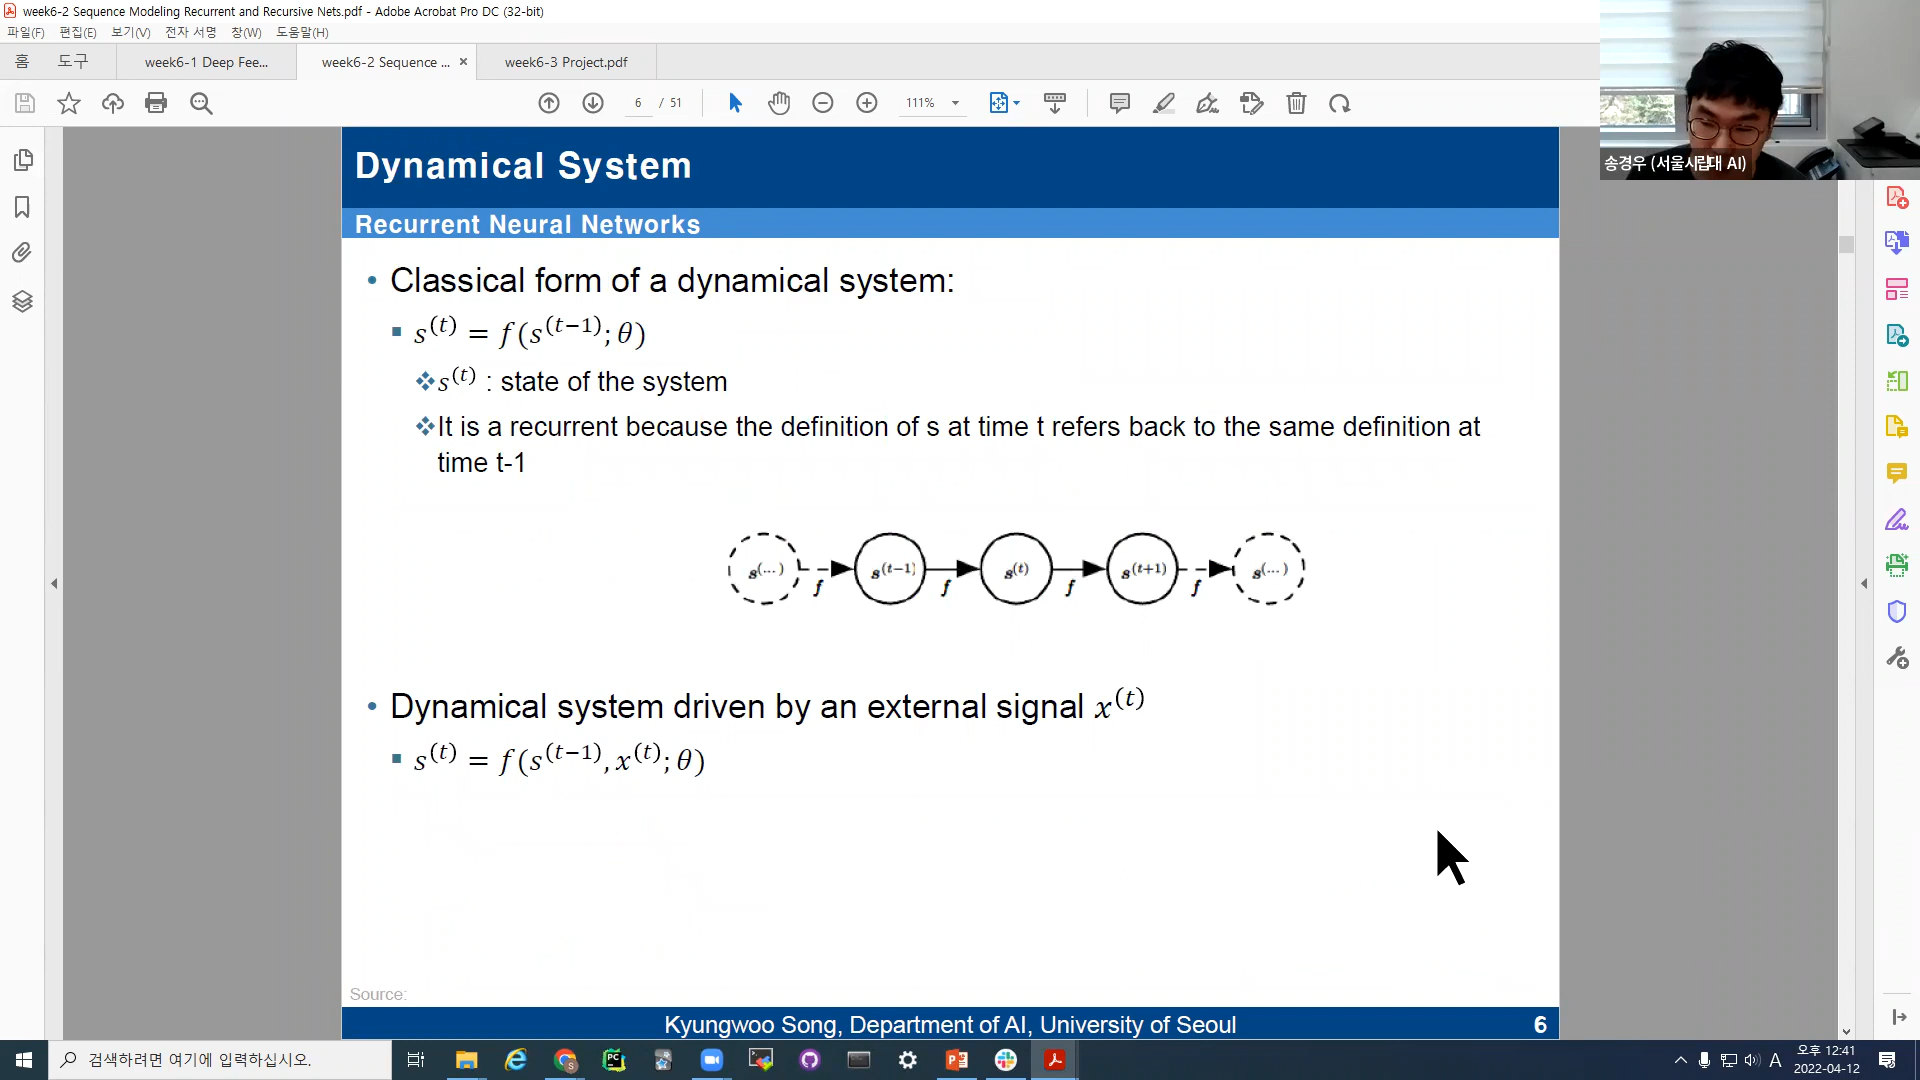 week6-2 Sequence Modeling Recurrent and Recursive Nets.pdf - Adobe Acrobat Pro DC (32-bit)
파일(F) 편집(E) 보기(V) 전자 서명 창(W) 도움말(H)
홈 도구 week6-1 Deep Fee... week6-2 Sequence ... × week6-3 Project.pdf
6 / 51 111%
송경우 (서울시립대 AI)
Dynamical System
Recurrent Neural Networks
• Classical form of a dynamical system:
▪ s^(t) = f(s^(t−1); θ)
❖ s^(t) : state of the system
❖ It is a recurrent because the definition of s at time t refers back to the same definition at
time t-1
s^(...) f s^(t−1) f s^(t) f s^(t+1) f s^(...)
• Dynamical system driven by an external signal x^(t)
▪ s^(t) = f(s^(t−1), x^(t); θ)
Source:
Kyungwoo Song, Department of AI, University of Seoul 6
검색하려면 여기에 입력하십시오.
A 오후 12:41
2022-04-12